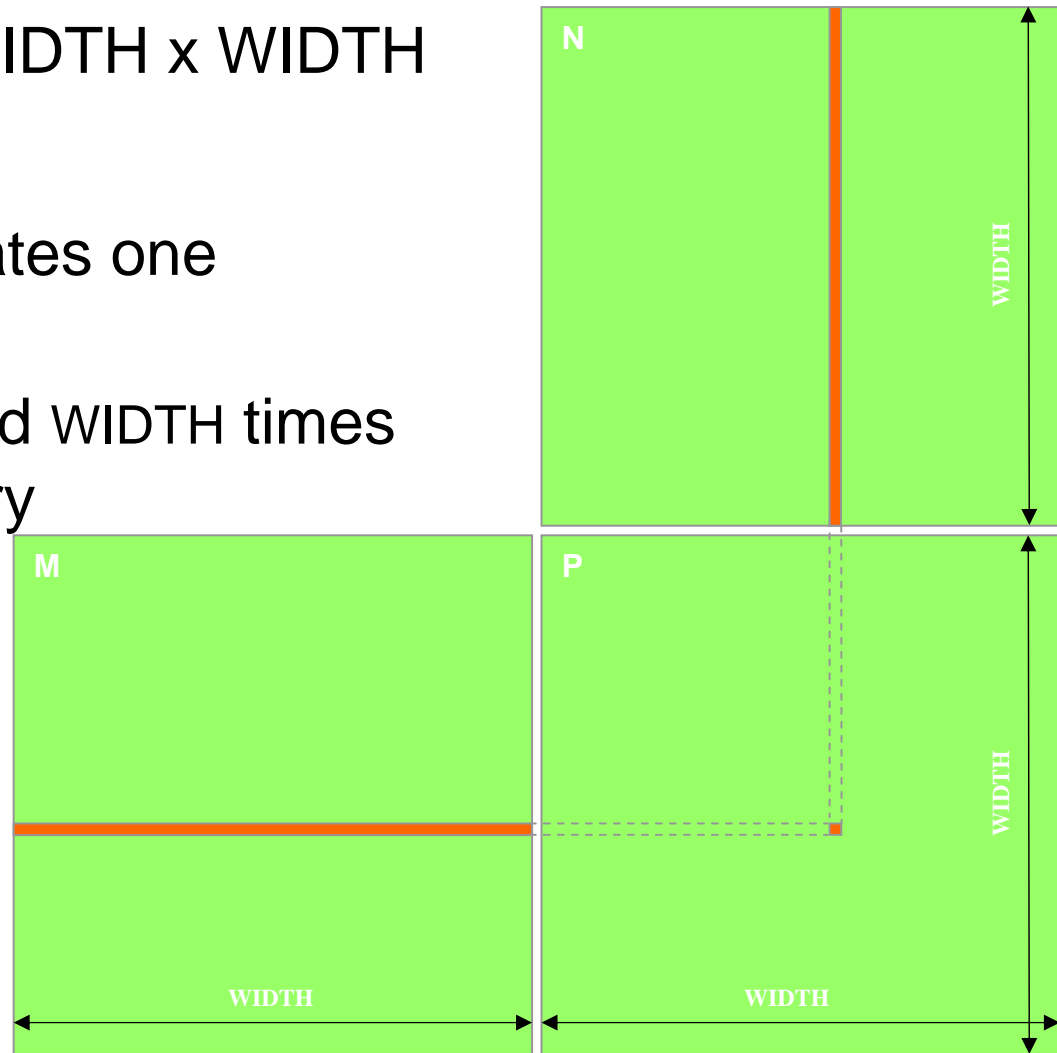 IDTH x WIDTH
ates one
d WIDTH times
ry
N
WIDTH
M
P
WIDTH
WIDTH
WIDTH